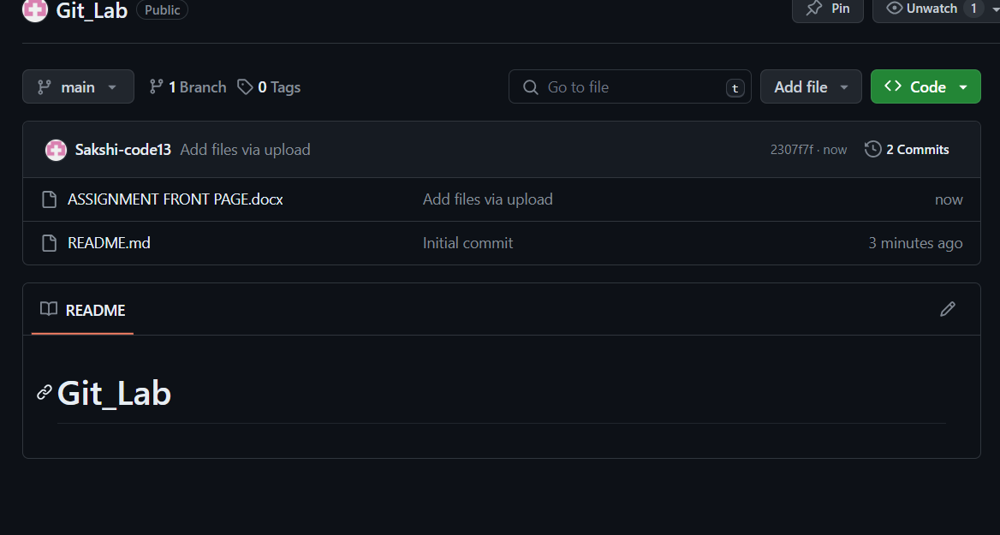 Git_Lab Public Pin Unwatch 1
main 1 Branch 0 Tags Go to file t Add file Code
Sakshi-code13 Add files via upload 2307f7f · now 2 Commits
ASSIGNMENT FRONT PAGE.docx Add files via upload now
README.md Initial commit 3 minutes ago
README
Git_Lab